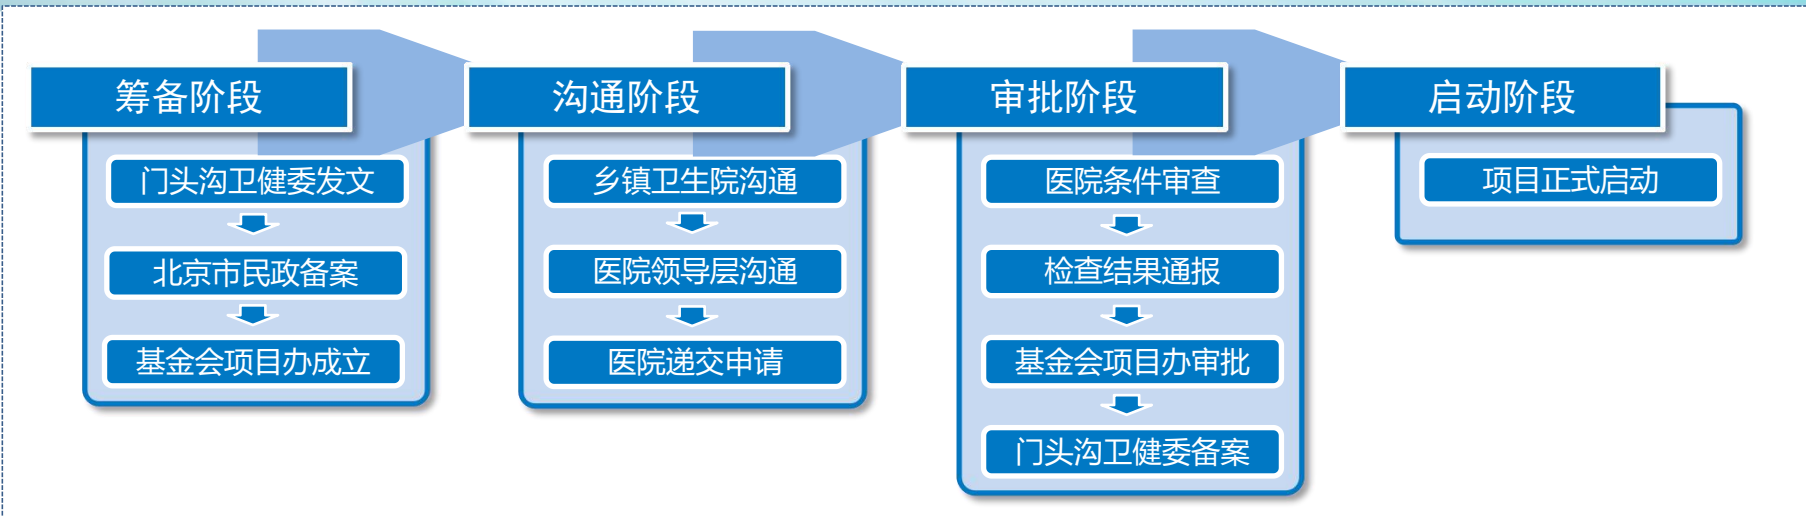 筹备阶段
门头沟卫健委发文
北京市民政备案
基金会项目办成立
沟通阶段
乡镇卫生院沟通
医院领导层沟通
医院递交申请
审批阶段
医院条件审查
检查结果通报
基金会项目办审批
门头沟卫健委备案
启动阶段
项目正式启动